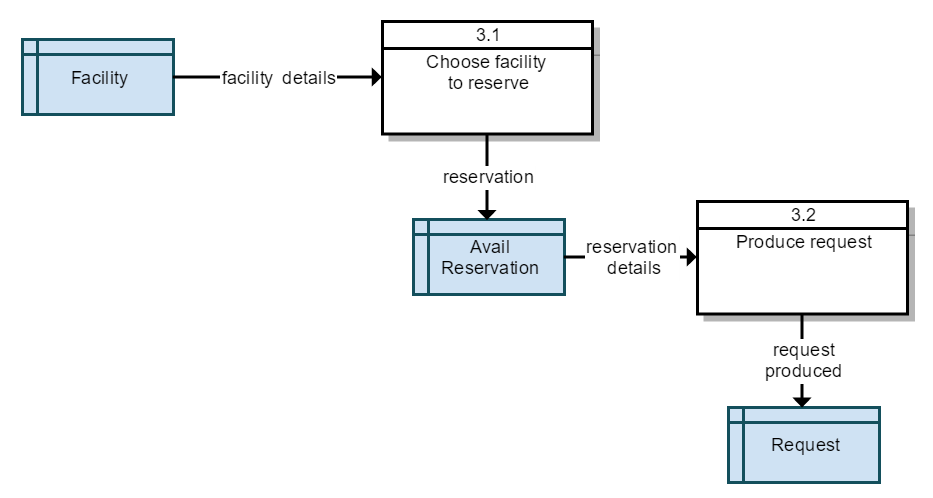 3.1
Choose facility
to reserve
Facility
facility details
reservation
3.2
Produce request
Avail
Reservation
reservation
details
request
produced
Request